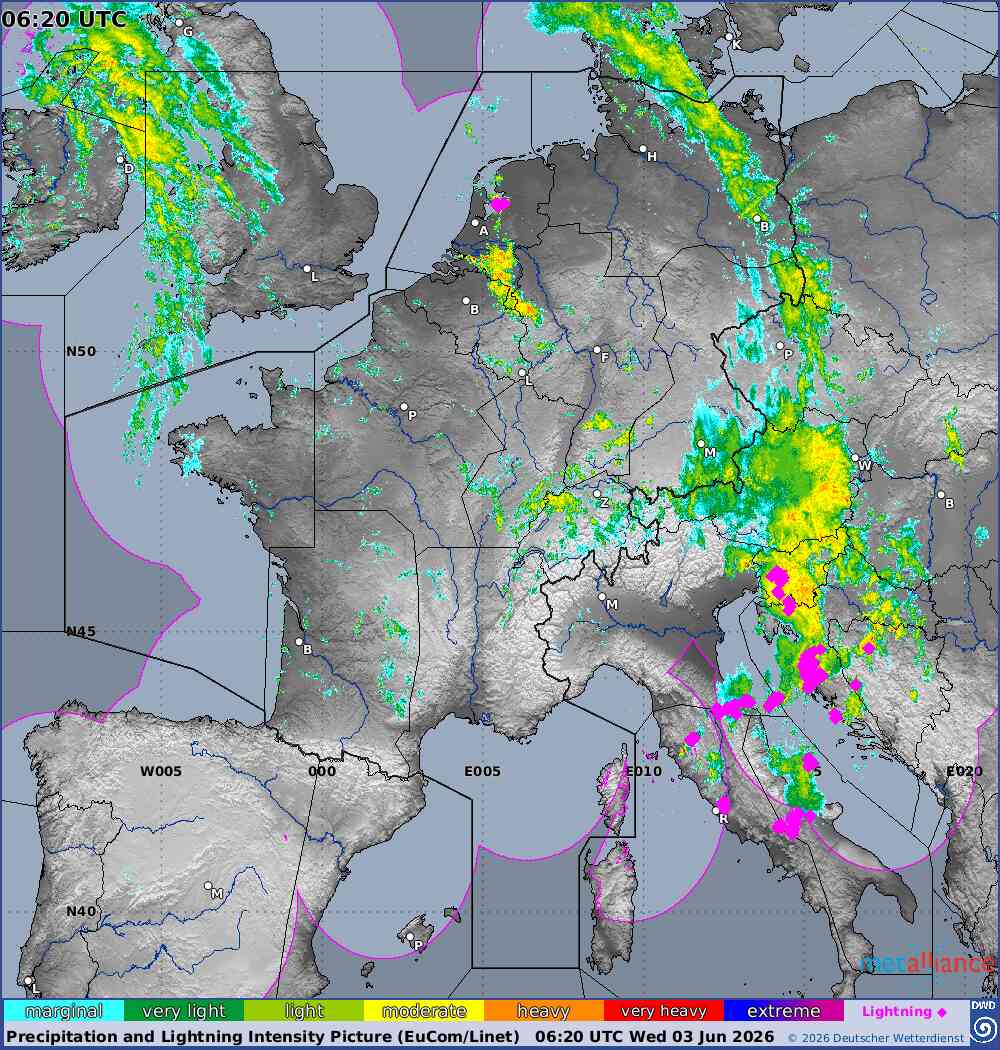 06:20 UTC
G
K
D
H
A
B
L
B
N50
F
P
L
P
M
W
B
Z
M
N45
B
W005
000
E005
E010
5
E020
R
M
N40
P
L
metalliance
marginal
very light
light
moderate
heavy
very heavy
extreme
Lightning
DWD
Precipitation and Lightning Intensity Picture (EuCom/Linet) 06:20 UTC Wed 03 Jun 2026 © 2026 Deutscher Wetterdienst